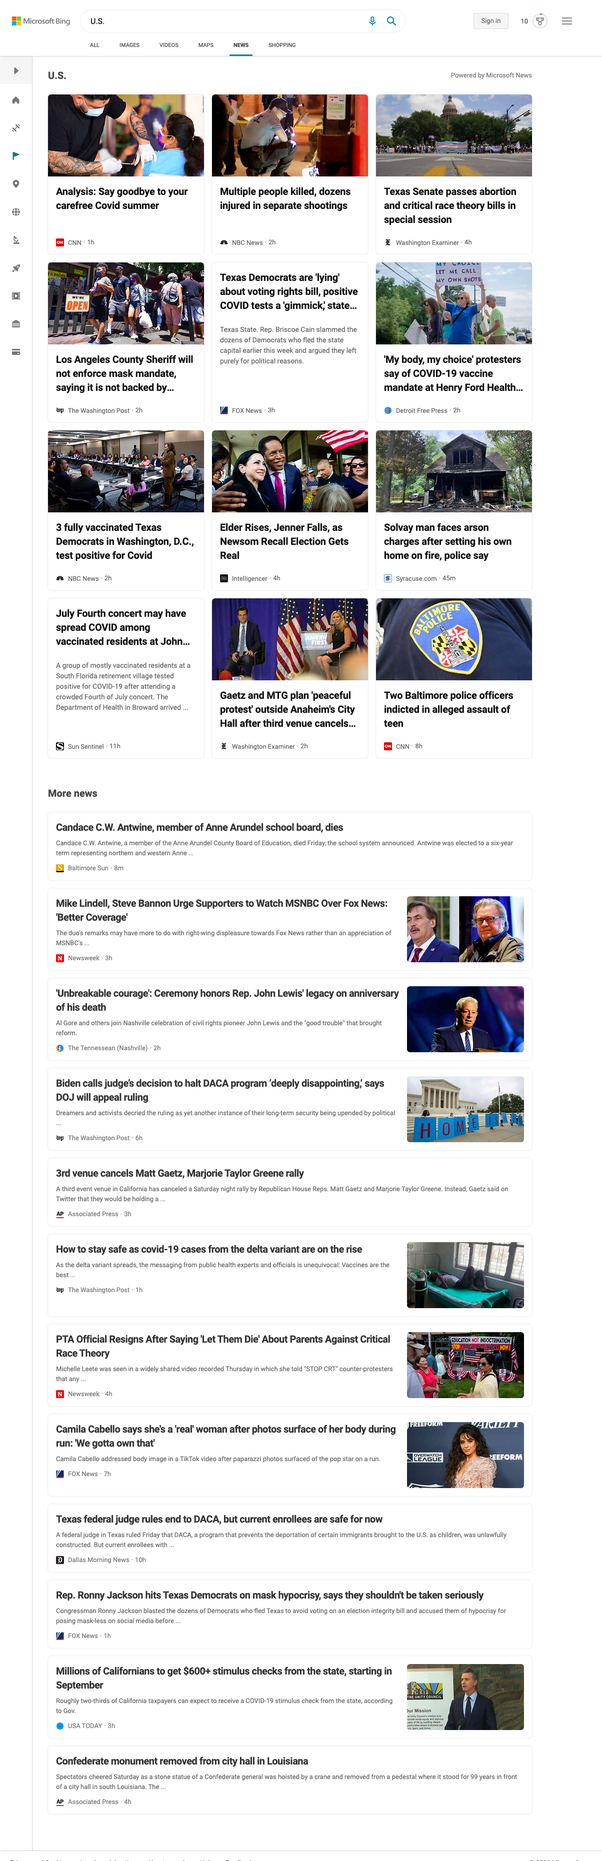 Microsoft Bing
U.S.
Sign in
10
ALL
IMAGES
VIDEOS
MAPS
NEWS
SHOPPING
U.S.
Powered by Microsoft News
Analysis: Say goodbye to your
carefree Covid summer
CNN · 1h
Multiple people killed, dozens
injured in separate shootings
NBC News · 2h
Texas Senate passes abortion
and critical race theory bills in
special session
Washington Examiner · 4h
OPEN
Los Angeles County Sheriff will
not enforce mask mandate,
saying it is not backed by...
The Washington Post · 2h
Texas Democrats are 'lying'
about voting rights bill, positive
COVID tests a 'gimmick,' state...
Texas State. Rep. Briscoe Cain slammed the
dozens of Democrats who fled the state
capital earlier this week and argued they left
purely for political reasons.
FOX News · 3h
MY CHOICE
LET ME CALL
MY OWN SHOTS
'My body, my choice' protesters
say of COVID-19 vaccine
mandate at Henry Ford Health...
Detroit Free Press · 2h
3 fully vaccinated Texas
Democrats in Washington, D.C.,
test positive for Covid
NBC News · 2h
Elder Rises, Jenner Falls, as
Newsom Recall Election Gets
Real
Intelligencer · 4h
Solvay man faces arson
charges after setting his own
home on fire, police say
Syracuse.com · 45m
July Fourth concert may have
spread COVID among
vaccinated residents at John...
A group of mostly vaccinated residents at a
South Florida retirement village tested
positive for COVID-19 after attending a
crowded Fourth of July concert. The
Department of Health in Broward arrived ...
Sun Sentinel · 11h
Gaetz and MTG plan 'peaceful
protest' outside Anaheim's City
Hall after third venue cancels...
Washington Examiner · 2h
BALTIMORE
POLICE
Two Baltimore police officers
indicted in alleged assault of
teen
CNN · 8h
More news
Candace C.W. Antwine, member of Anne Arundel school board, dies
Candace C.W. Antwine, a member of the Anne Arundel County Board of Education, died Friday, the school system announced. Antwine was elected to a six-year
term representing northern and western Anne ...
Baltimore Sun · 8m
Mike Lindell, Steve Bannon Urge Supporters to Watch MSNBC Over Fox News:
'Better Coverage'
The duo's remarks may have more to do with right-wing displeasure towards Fox News rather than an appreciation of
MSNBC's ...
Newsweek · 3h
'Unbreakable courage': Ceremony honors Rep. John Lewis' legacy on anniversary
of his death
Al Gore and others join Nashville celebration of civil rights pioneer John Lewis and the "good trouble" that brought
reform.
The Tennessean (Nashville) · 2h
Biden calls judge's decision to halt DACA program ‘deeply disappointing,’ says
DOJ will appeal ruling
Dreamers and activists decried the ruling as yet another instance of their long-term security being upended by political
...
The Washington Post · 6h
HOME
3rd venue cancels Matt Gaetz, Marjorie Taylor Greene rally
A third event venue in California has canceled a Saturday night rally by Republican House Reps. Matt Gaetz and Marjorie Taylor Greene. Instead, Gaetz said on
Twitter that they would be holding a ...
Associated Press · 3h
How to stay safe as covid-19 cases from the delta variant are on the rise
As the delta variant spreads, the messaging from public health experts and officials is unequivocal: Vaccines are the
best ...
The Washington Post · 1h
PTA Official Resigns After Saying 'Let Them Die' About Parents Against Critical
Race Theory
Michelle Leete was seen in a widely shared video recorded Thursday in which she told "STOP CRT" counter-protesters
that any ...
Newsweek · 4h
EDUCATION NOT INDOCTRINATION
Camila Cabello says she's a 'real' woman after photos surface of her body during
run: 'We gotta own that'
Camila Cabello addressed body image in a TikTok video after paparazzi photos surfaced of the pop star on a run.
FOX News · 7h
FREEFORM
VARIETY
OVERWATCH
LEAGUE
REEFORM
Texas federal judge rules end to DACA, but current enrollees are safe for now
A federal judge in Texas ruled Friday that DACA, a program that prevents the deportation of certain immigrants brought to the U.S. as children, was unlawfully
constructed. But current enrollees with ...
Dallas Morning News · 10h
Rep. Ronny Jackson hits Texas Democrats on mask hypocrisy, says they shouldn't be taken seriously
Congressman Ronny Jackson blasted the dozens of Democrats who fled Texas to avoid voting on an election integrity bill and accused them of hypocrisy for
posing mask-less on social media before ...
FOX News · 1h
Millions of Californians to get $600+ stimulus checks from the state, starting in
September
Roughly two-thirds of California taxpayers can expect to receive a COVID-19 stimulus check from the state, according
to Gov.
USA TODAY · 3h
THE UNITY COUNCIL
ur Mission
Confederate monument removed from city hall in Louisiana
Spectators cheered Saturday as a stone statue of a Confederate general was hoisted by a crane and removed from a pedestal where it stood for 99 years in front
of a city hall in south Louisiana. The ...
Associated Press · 4h